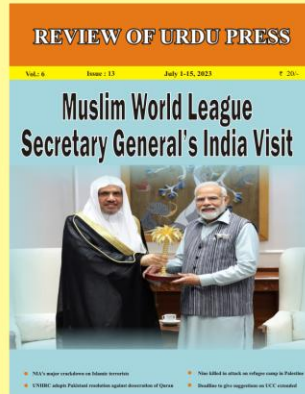 REVIEW OF URDU PRESS
Vol.: 6 Issue : 13 July 1-15, 2023 ₹ 20/-
Muslim World League
Secretary General's India Visit
NIA's major crackdown on Islamic terrorism
UNHRC adopts Pakistani resolution against desecration of Quran
Nine killed in attack on refugee camp in Palestine
Deadline to give suggestions on UCC extended